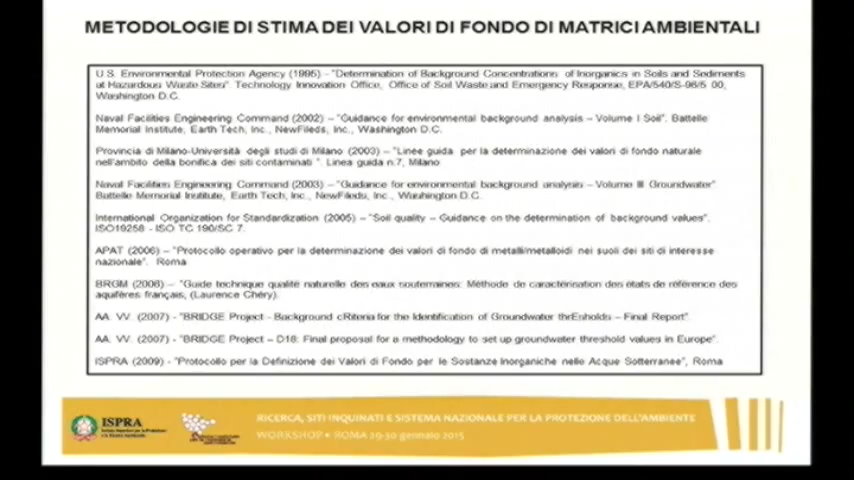 METODOLOGIE DI STIMA DEI VALORI DI FONDO DI MATRICI AMBIENTALI
U.S. Environmental Protection Agency (1995) - "Determination of Background Concentrations of Inorganics in Soils and Sediments
at Hazardous Waste Sites". Technology Innovation Office, Office of Soil Waste and Emergency Response, EPA/540/S-96/5 00,
Washington D.C.
Naval Facilities Engineering Command (2002) – "Guidance for environmental background analysis – Volume I Soil". Battelle
Memorial Institute, Earth Tech, Inc., NewFileds, Inc., Washington D.C.
Provincia di Milano-Università degli studi di Milano (2003) – "Linee guida per la determinazione dei valori di fondo naturale
nell'ambito della bonifica dei siti contaminati ". Linea guida n.7, Milano
Naval Facilities Engineering Command (2003) – "Guidance for environmental background analysis – Volume III Groundwater"
Battelle Memorial Institute, Earth Tech, Inc., NewFileds, Inc., Washington D.C.
International Organization for Standardization (2005) – "Soil quality – Guidance on the determination of background values".
ISO19258 - ISO TC 190/SC 7.
APAT (2006) – "Protocollo operativo per la determinazione dei valori di fondo di metalli/metalloidi nei suoli dei siti di interesse
nazionale". Roma
BRGM (2006) – "Guide technique qualité naturelle des eaux souterraines: Méthode de caractérisation des états de référence des
aquifères français, (Laurence Chéry).
AA. VV. (2007) - "BRIDGE Project - Background cRiteria for the Identification of Groundwater thrEsholds – Final Report".
AA. VV. (2007) - "BRIDGE Project – D18: Final proposal for a methodology to set up groundwater threshold values in Europe".
ISPRA (2009) - "Protocollo per la Definizione dei Valori di Fondo per le Sostanze Inorganiche nelle Acque Sotterranee", Roma
ISPRA
RICERCA, SITI INQUINATI E SISTEMA NAZIONALE PER LA PROTEZIONE DELL'AMBIENTE
WORKSHOP • ROMA 29-30 gennaio 2015